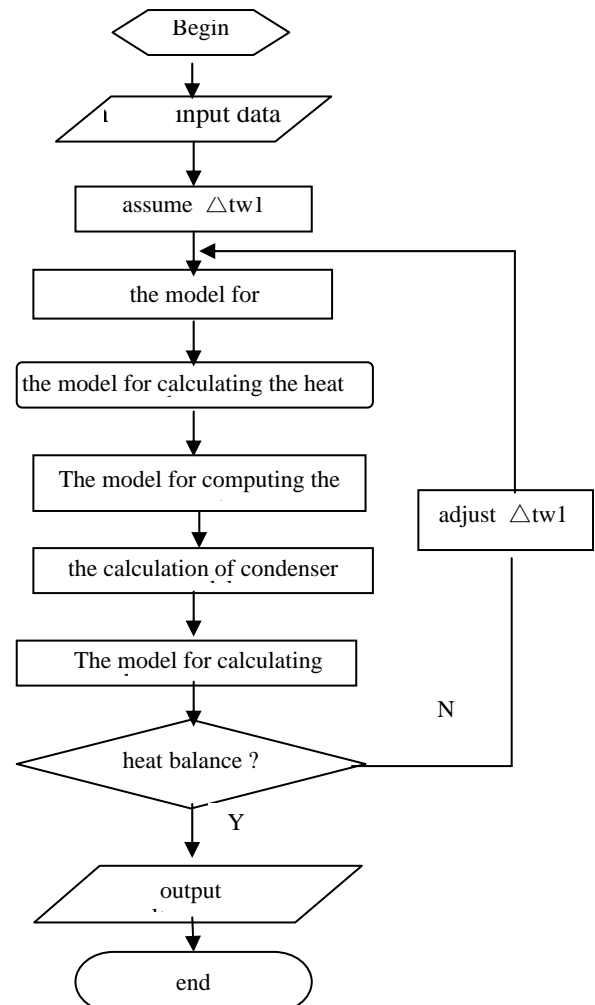 Begin
input data
assume △tw1
the model for
the model for calculating the heat
The model for computing the
adjust △tw1
the calculation of condenser
The model for calculating
N
heat balance ?
Y
output
end